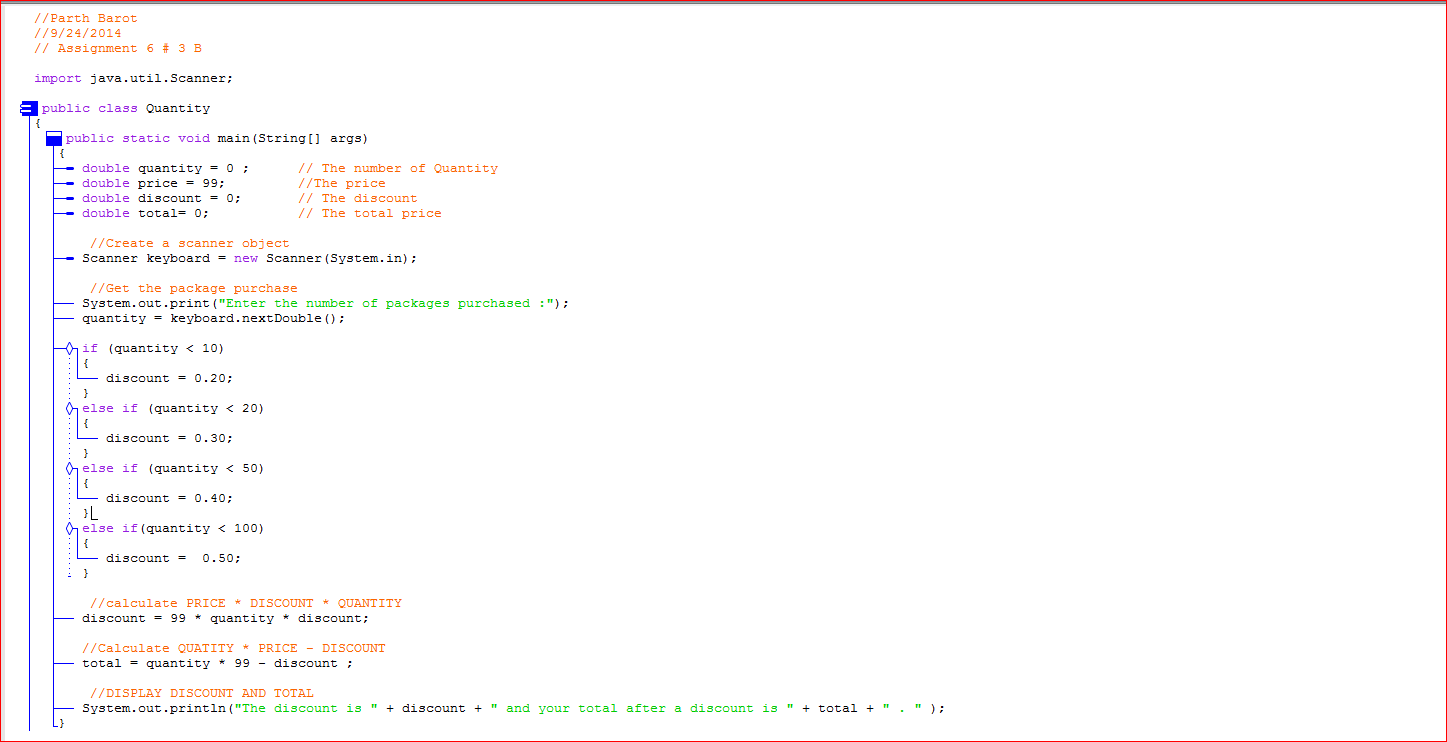 //Parth Barot
//9/24/2014
// Assignment 6 # 3 B
import java.util.Scanner;
public class Quantity
{
public static void main(String[] args)
{
double quantity = 0 ; // The number of Quantity
double price = 99; //The price
double discount = 0; // The discount
double total= 0; // The total price
//Create a scanner object
Scanner keyboard = new Scanner(System.in);
//Get the package purchase
System.out.print("Enter the number of packages purchased :");
quantity = keyboard.nextDouble();
if (quantity < 10)
{
discount = 0.20;
}
else if (quantity < 20)
{
discount = 0.30;
}
else if (quantity < 50)
{
discount = 0.40;
}
else if(quantity < 100)
{
discount =  0.50;
}
//calculate PRICE * DISCOUNT * QUANTITY
discount = 99 * quantity * discount;
//Calculate QUATITY * PRICE - DISCOUNT
total = quantity * 99 - discount ;
//DISPLAY DISCOUNT AND TOTAL
System.out.println("The discount is " + discount + " and your total after a discount is " + total + " . " );
}